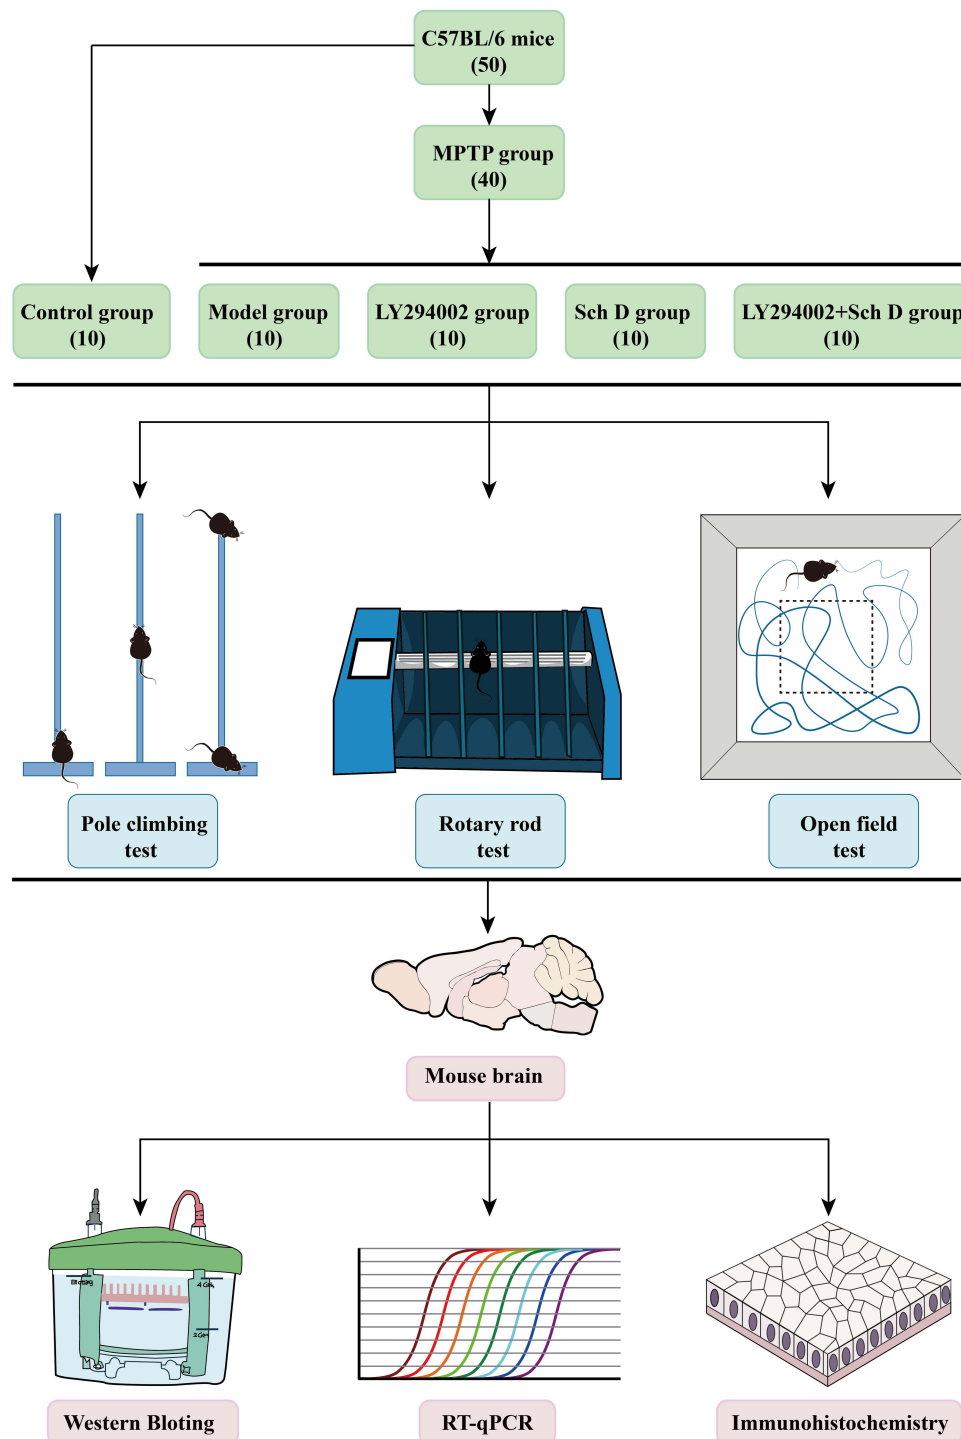 C57BL/6 mice
(50)
MPTP group
(40)
Control group
(10)
Model group
(10)
LY294002 group
(10)
Sch D group
(10)
LY294002+Sch D group
(10)
Pole climbing
test
Rotary rod
test
Open field
test
Mouse brain
Western Bloting
RT-qPCR
Immunohistochemistry